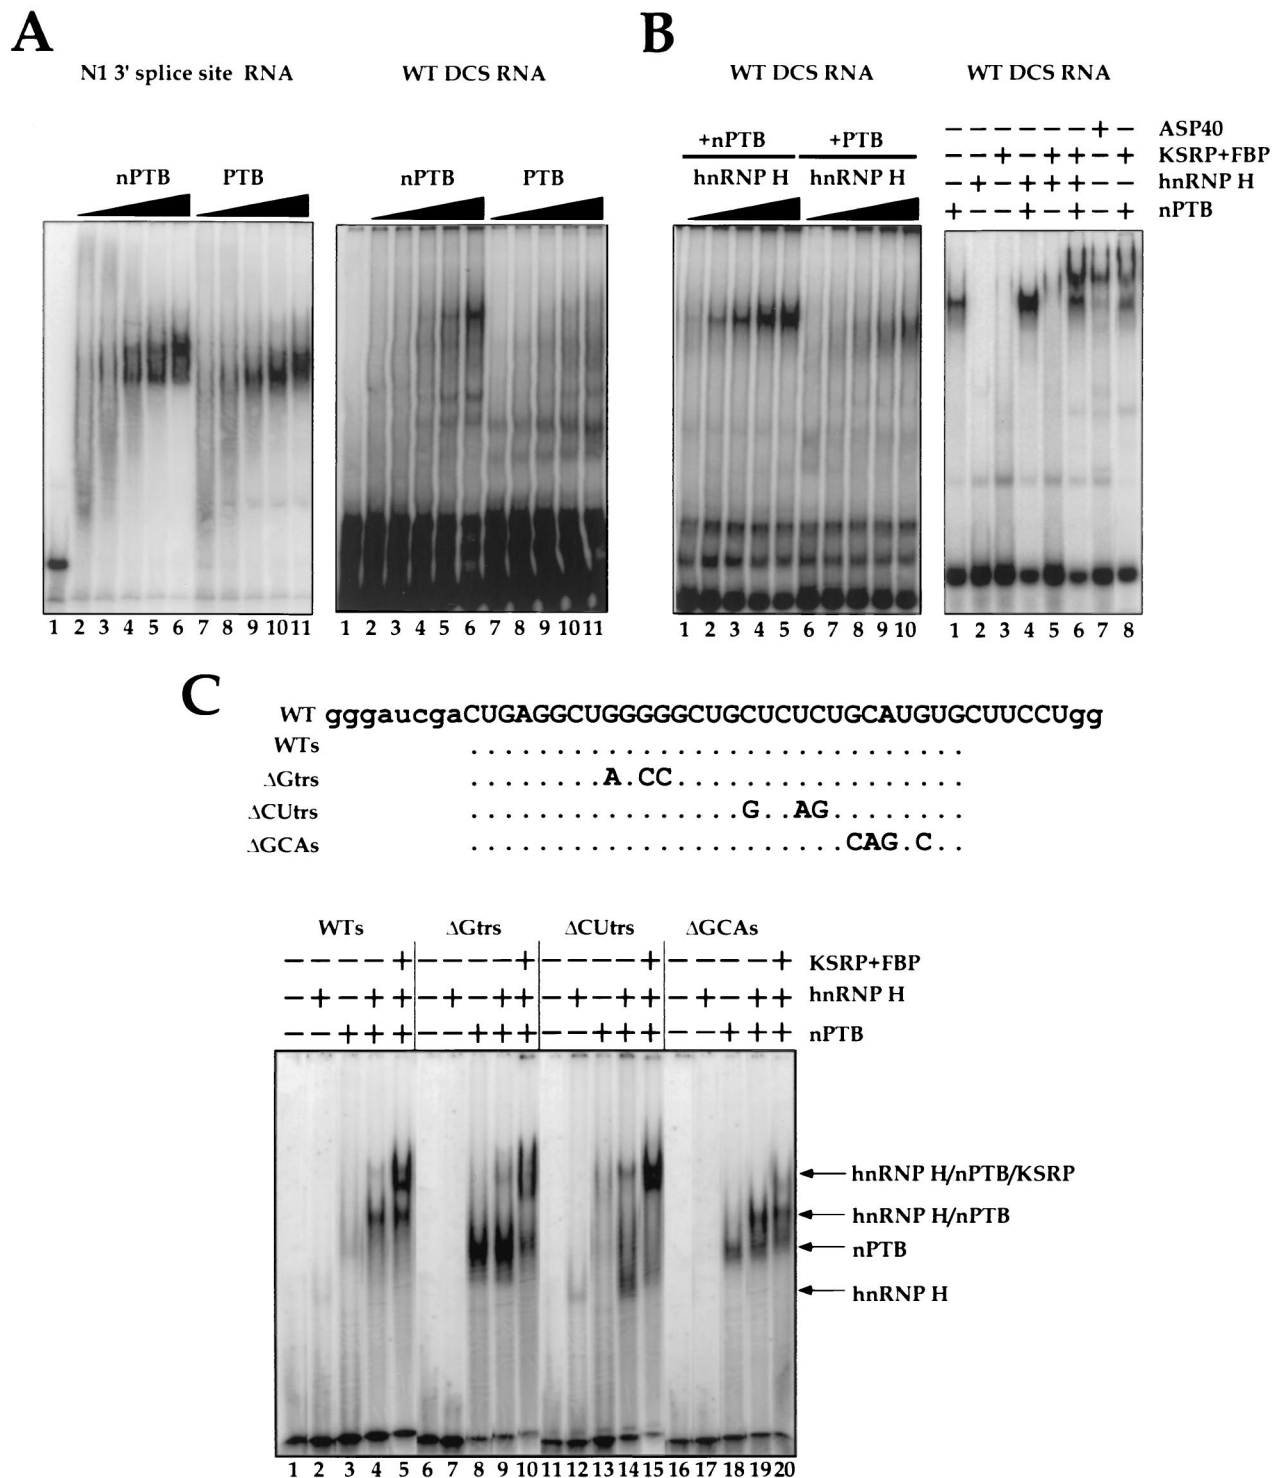 A
B
N1 3' splice site RNA
WT DCS RNA
WT DCS RNA
WT DCS RNA
nPTB
PTB
nPTB
PTB
+nPTB
+PTB
hnRNP H
hnRNP H
− − − − − − + − ASP40
− − + − + + − + KSRP+FBP
− + − + + + − − hnRNP H
+ − − + − + − + nPTB
1 2 3 4 5 6 7 8 9 10 11
1 2 3 4 5 6 7 8 9 10 11
1 2 3 4 5 6 7 8 9 10
1 2 3 4 5 6 7 8
C
WT gggaucgaCUGAGGCUGGGGGCUGCUCUCUGCAUGUGCUUCCUgg
WTs . . . . . . . . . . . . . . . . . . . . . . . . . . . . .
ΔGtrs . . . . . . . . A . CC . . . . . . . . . . . . . . . . .
ΔCUtrs . . . . . . . . . . . . . . . . G . . AG . . . . . . . .
ΔGCAs . . . . . . . . . . . . . . . . . . . . . . CAG . C . .
WTs ΔGtrs ΔCUtrs ΔGCAs
− − − − + − − − − + − − − − + − − − − + KSRP+FBP
− + − + + − + − + + − + − + + − + − + + hnRNP H
− − + + + − − + + + − − + + + − − + + + nPTB
hnRNP H/nPTB/KSRP
hnRNP H/nPTB
nPTB
hnRNP H
1 2 3 4 5 6 7 8 9 10 11 12 13 14 15 16 17 18 19 20